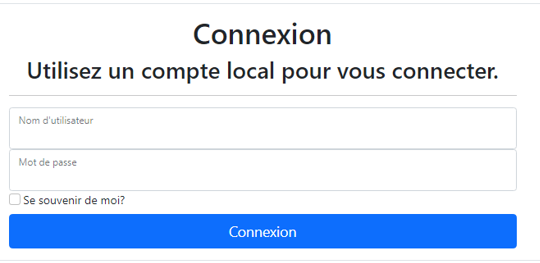 Connexion
Utilisez un compte local pour vous connecter.
Nom d'utilisateur
Mot de passe
Se souvenir de moi?
Connexion